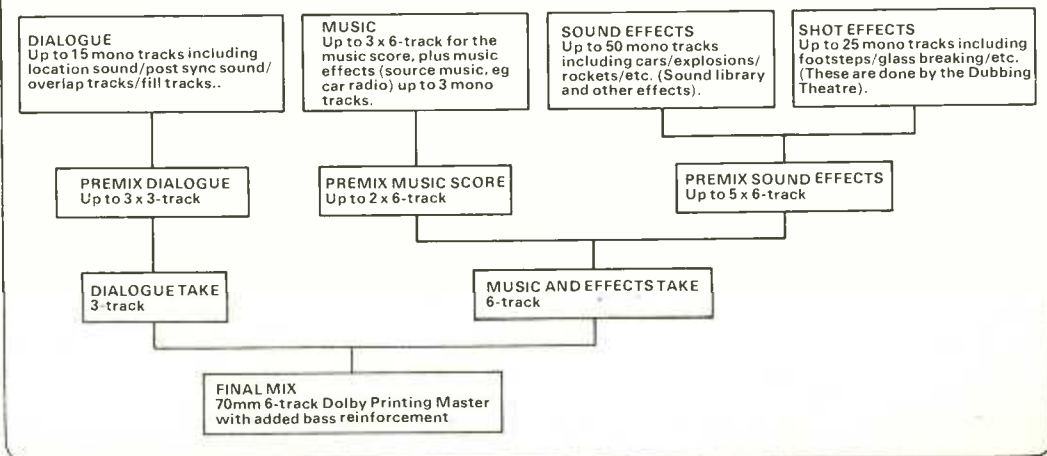 DIALOGUE
Up to 15 mono tracks including
location sound/post sync sound/
overlap tracks/fill tracks..
MUSIC
Up to 3 x 6-track for the
music score, plus music
effects (source music, eg
car radio) up to 3 mono
tracks.
SOUND EFFECTS
Up to 50 mono tracks
including cars/explosions/
rockets/etc. (Sound library
and other effects).
SHOT EFFECTS
Up to 25 mono tracks including
footsteps/glass breaking/etc.
(These are done by the Dubbing
Theatre).
PREMIX DIALOGUE
Up to 3 x 3-track
PREMIX MUSIC SCORE
Up to 2 x 6-track
PREMIX SOUND EFFECTS
Up to 5 x 6-track
DIALOGUE TAKE
3-track
MUSIC AND EFFECTS TAKE
6-track
FINAL MIX
70mm 6-track Dolby Printing Master
with added bass reinforcement